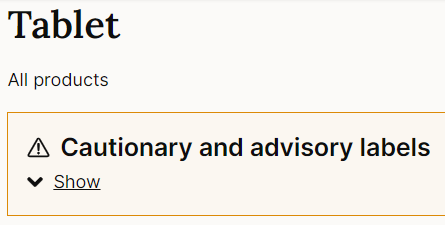 Tablet
All products
Cautionary and advisory labels
Show